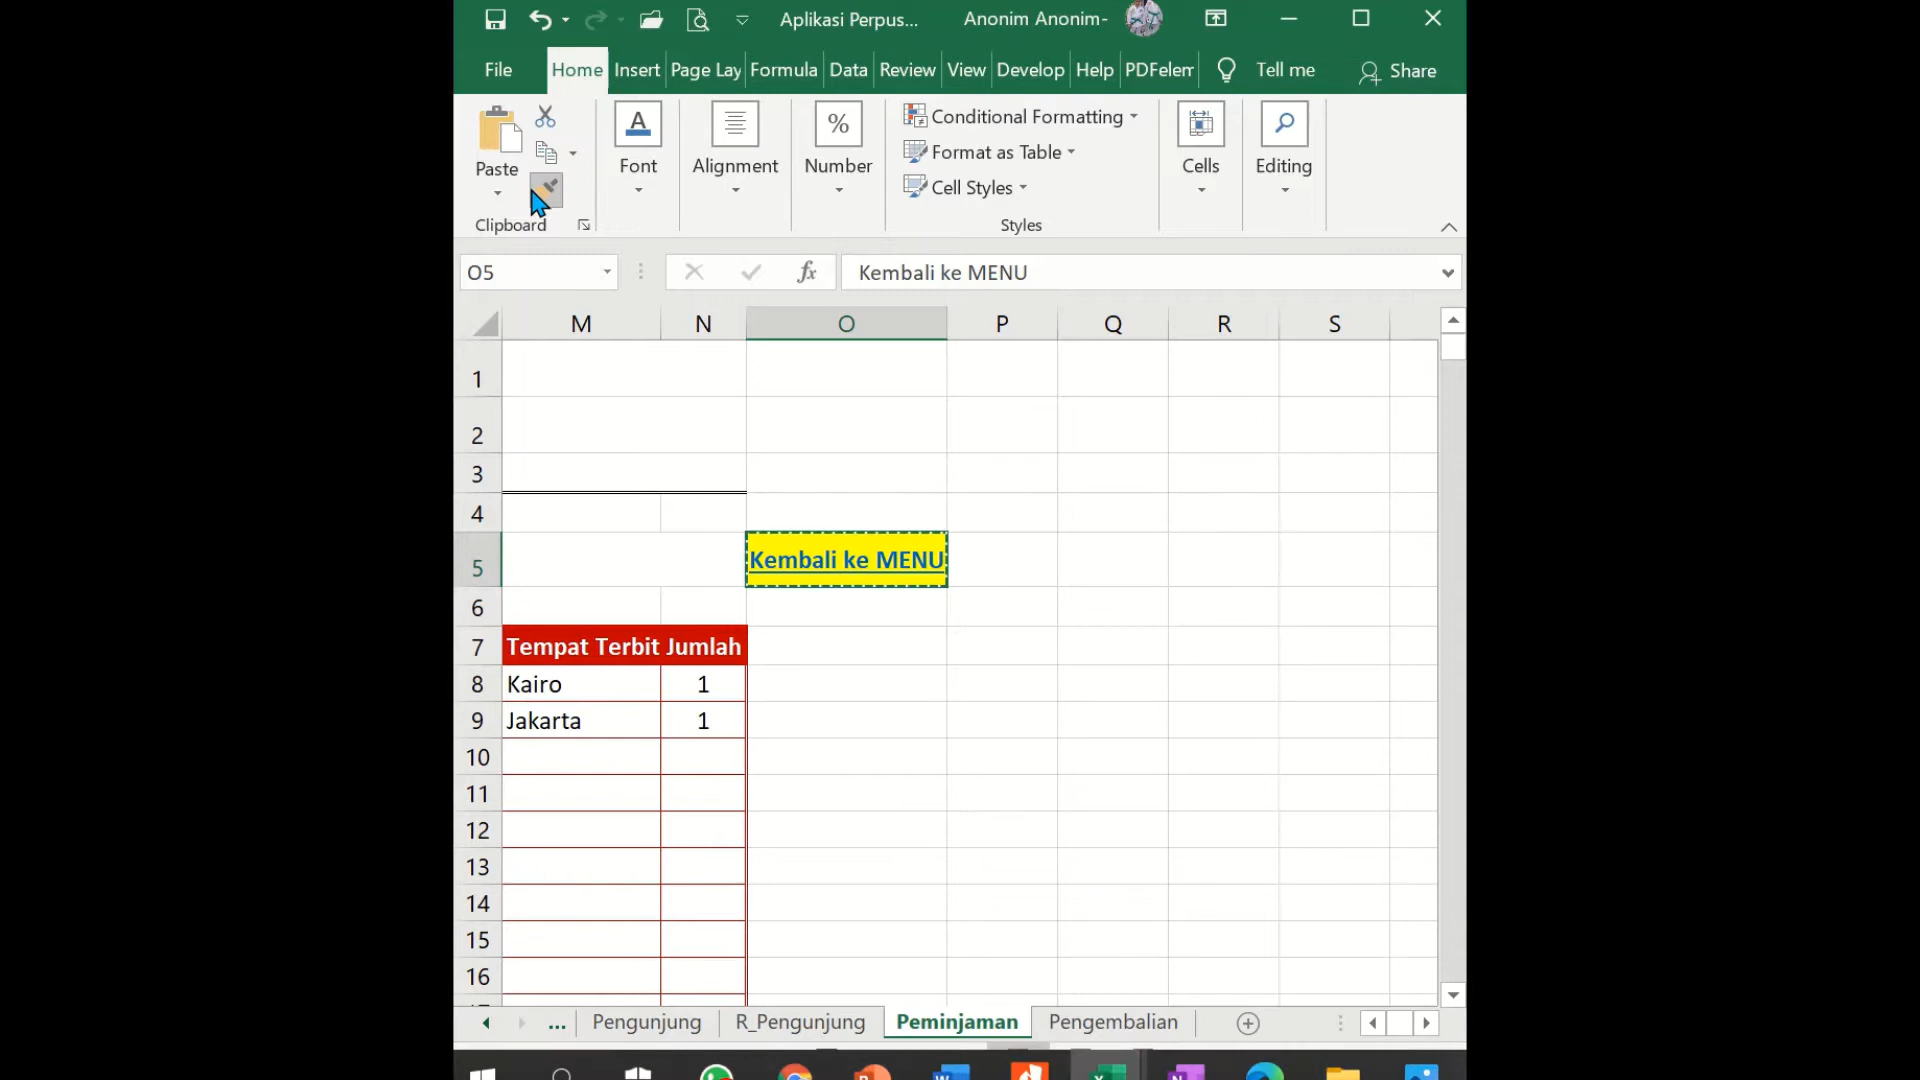 Aplikasi Perpus... Anonim Anonim-
File Home Insert Page Lay Formula Data Review View Develop Help PDFelem Tell me Share
Paste
Clipboard
Font
Alignment
Number
Conditional Formatting
Format as Table
Cell Styles
Styles
Cells
Editing
O5 fx Kembali ke MENU
M N O P Q R S
1
2
3
4
5 Kembali ke MENU
6
7 Tempat Terbit Jumlah
8 Kairo 1
9 Jakarta 1
10
11
12
13
14
15
16
... Pengunjung R_Pengunjung Peminjaman Pengembalian